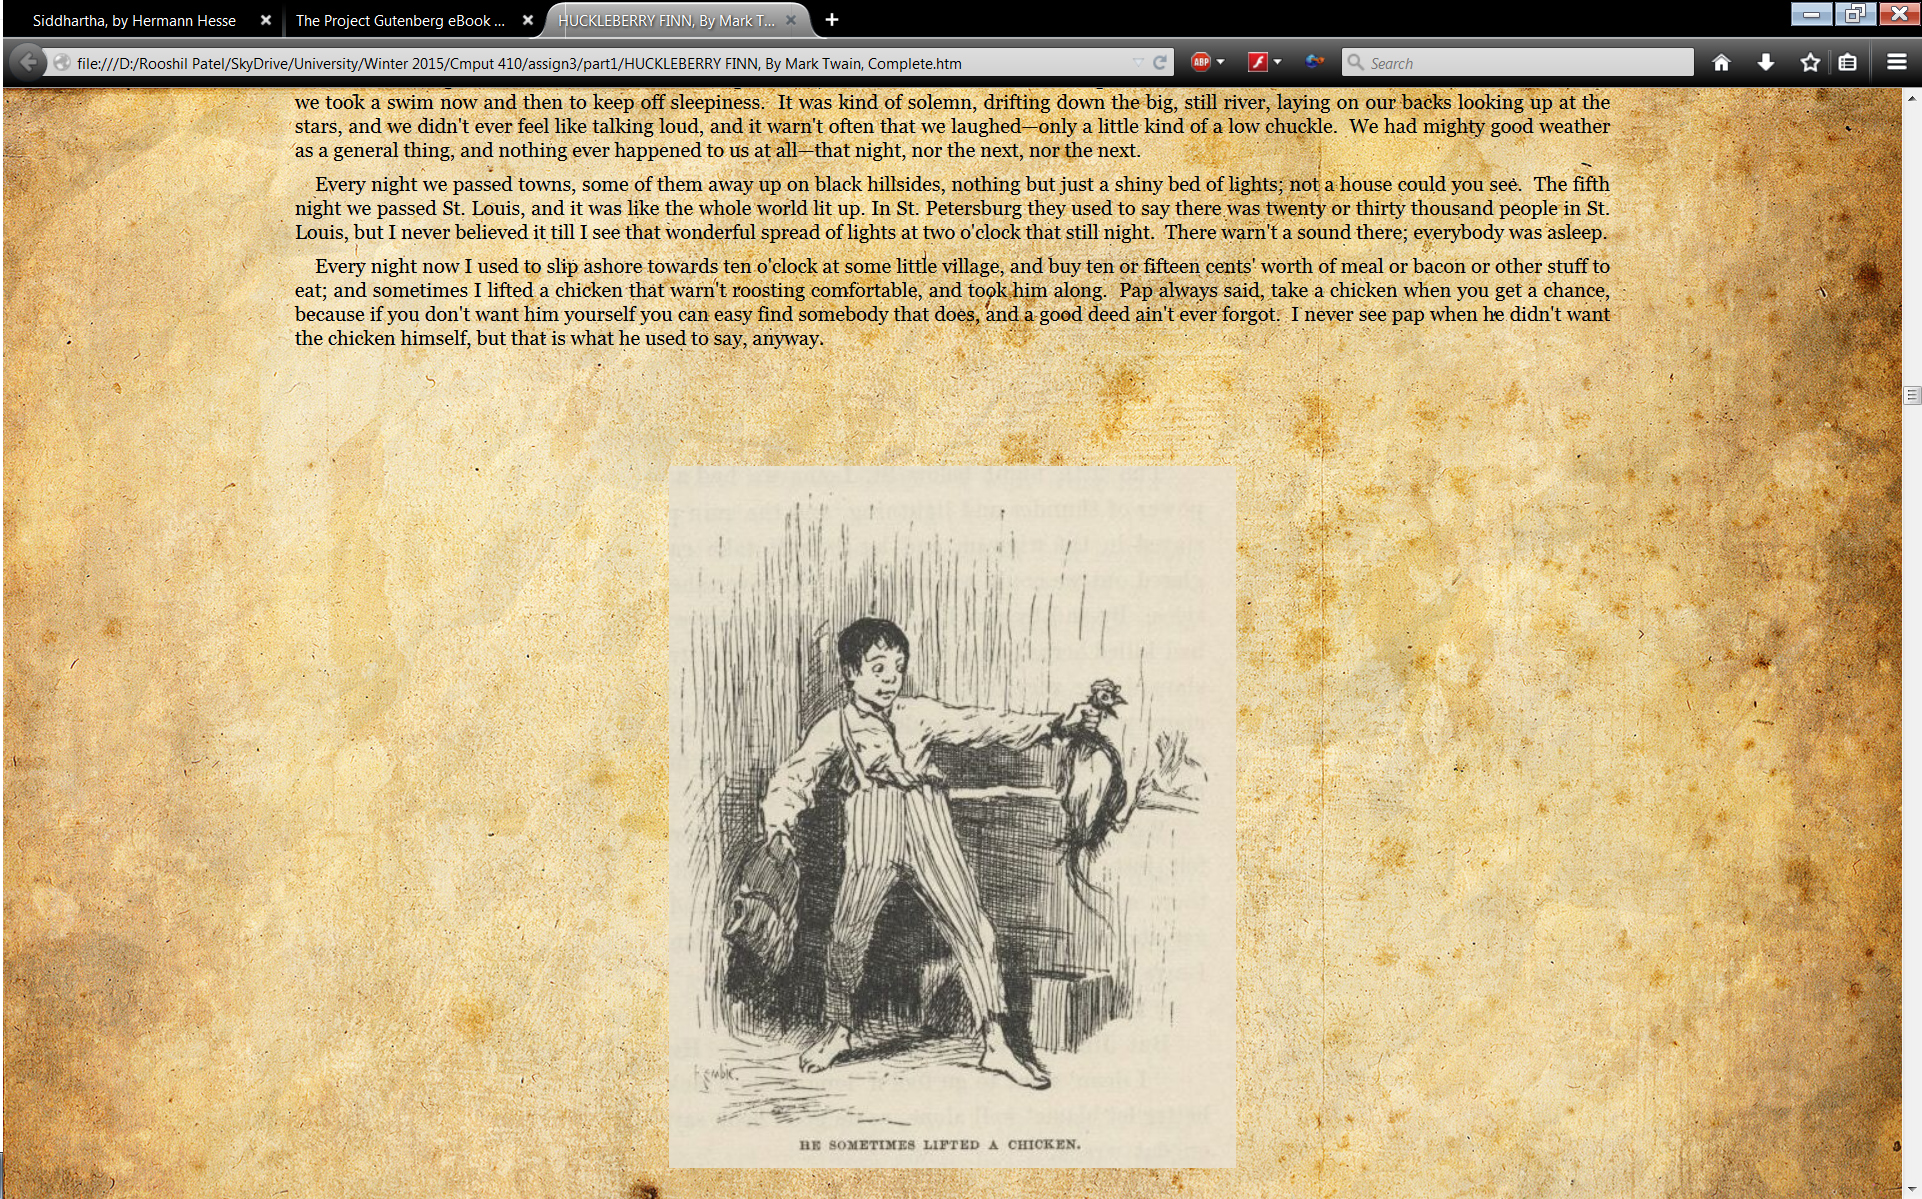 Siddhartha, by Hermann Hesse
The Project Gutenberg eBook ...
HUCKLEBERRY FINN, By Mark T...
file:///D:/Rooshil Patel/SkyDrive/University/Winter 2015/Cmput 410/assign3/part1/HUCKLEBERRY FINN, By Mark Twain, Complete.htm
ABP
Search
we took a swim now and then to keep off sleepiness.  It was kind of solemn, drifting down the big, still river, laying on our backs looking up at the
stars, and we didn't ever feel like talking loud, and it warn't often that we laughed—only a little kind of a low chuckle.  We had mighty good weather
as a general thing, and nothing ever happened to us at all—that night, nor the next, nor the next.
Every night we passed towns, some of them away up on black hillsides, nothing but just a shiny bed of lights; not a house could you see.  The fifth
night we passed St. Louis, and it was like the whole world lit up. In St. Petersburg they used to say there was twenty or thirty thousand people in St.
Louis, but I never believed it till I see that wonderful spread of lights at two o'clock that still night.  There warn't a sound there; everybody was asleep.
Every night now I used to slip ashore towards ten o'clock at some little village, and buy ten or fifteen cents' worth of meal or bacon or other stuff to
eat; and sometimes I lifted a chicken that warn't roosting comfortable, and took him along.  Pap always said, take a chicken when you get a chance,
because if you don't want him yourself you can easy find somebody that does, and a good deed ain't ever forgot.  I never see pap when he didn't want
the chicken himself, but that is what he used to say, anyway.
HE SOMETIMES LIFTED A CHICKEN.